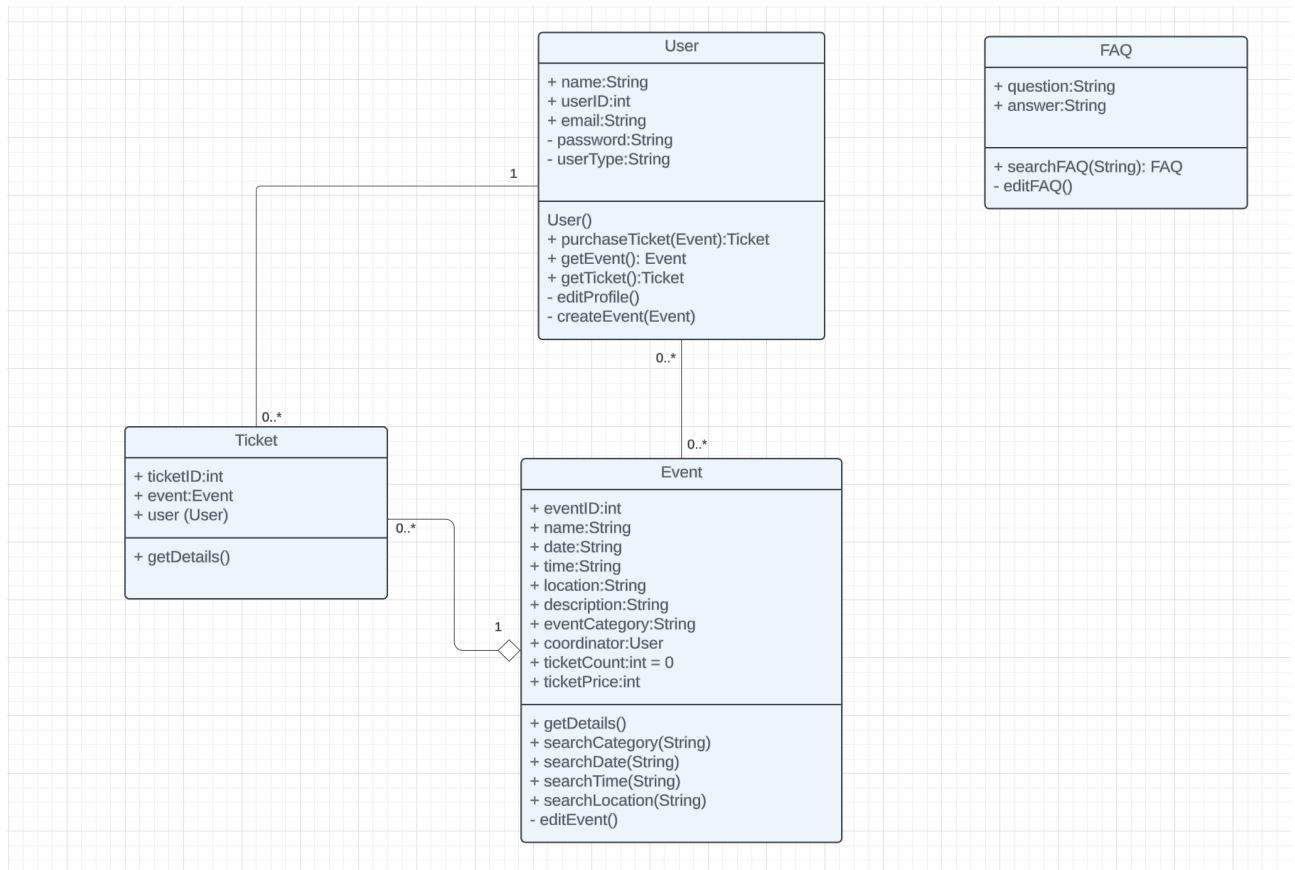 User
+ name:String
+ userID:int
+ email:String
- password:String
- userType:String
User()
+ purchaseTicket(Event):Ticket
+ getEvent(): Event
+ getTicket():Ticket
- editProfile()
- createEvent(Event)
FAQ
+ question:String
+ answer:String
+ searchFAQ(String): FAQ
- editFAQ()
1
0..*
0..*
0..*
Ticket
+ ticketID:int
+ event:Event
+ user (User)
+ getDetails()
0..*
1
Event
+ eventID:int
+ name:String
+ date:String
+ time:String
+ location:String
+ description:String
+ eventCategory:String
+ coordinator:User
+ ticketCount:int = 0
+ ticketPrice:int
+ getDetails()
+ searchCategory(String)
+ searchDate(String)
+ searchTime(String)
+ searchLocation(String)
- editEvent()